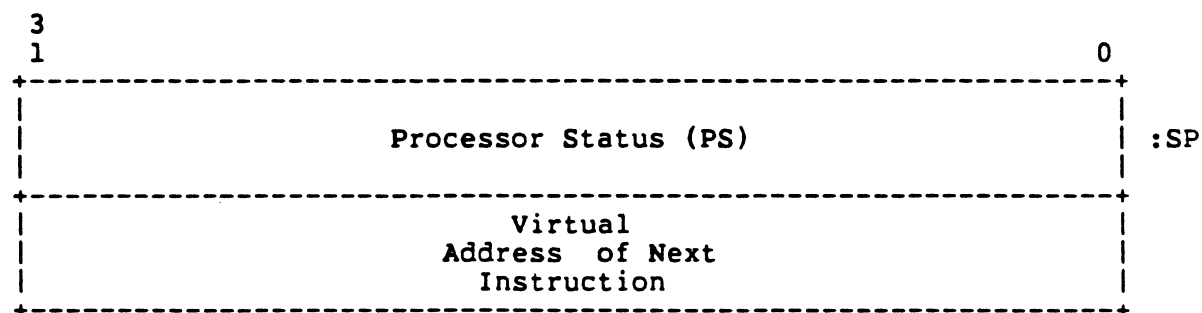 3
1 0
Processor Status (PS) :SP
Virtual
Address of Next
Instruction